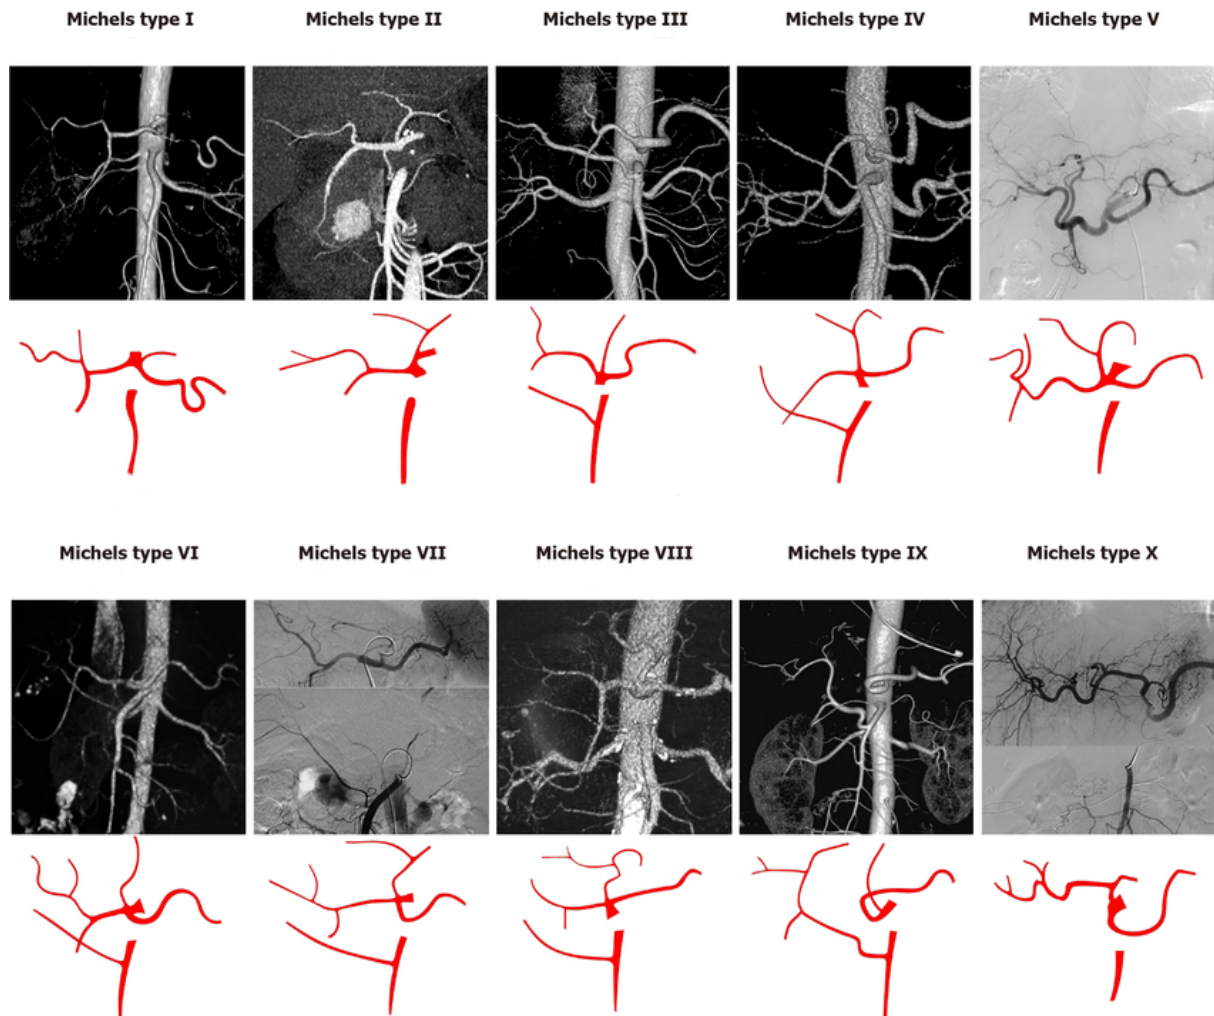 Michels type I
Michels type II
Michels type III
Michels type IV
Michels type V
Michels type VI
Michels type VII
Michels type VIII
Michels type IX
Michels type X